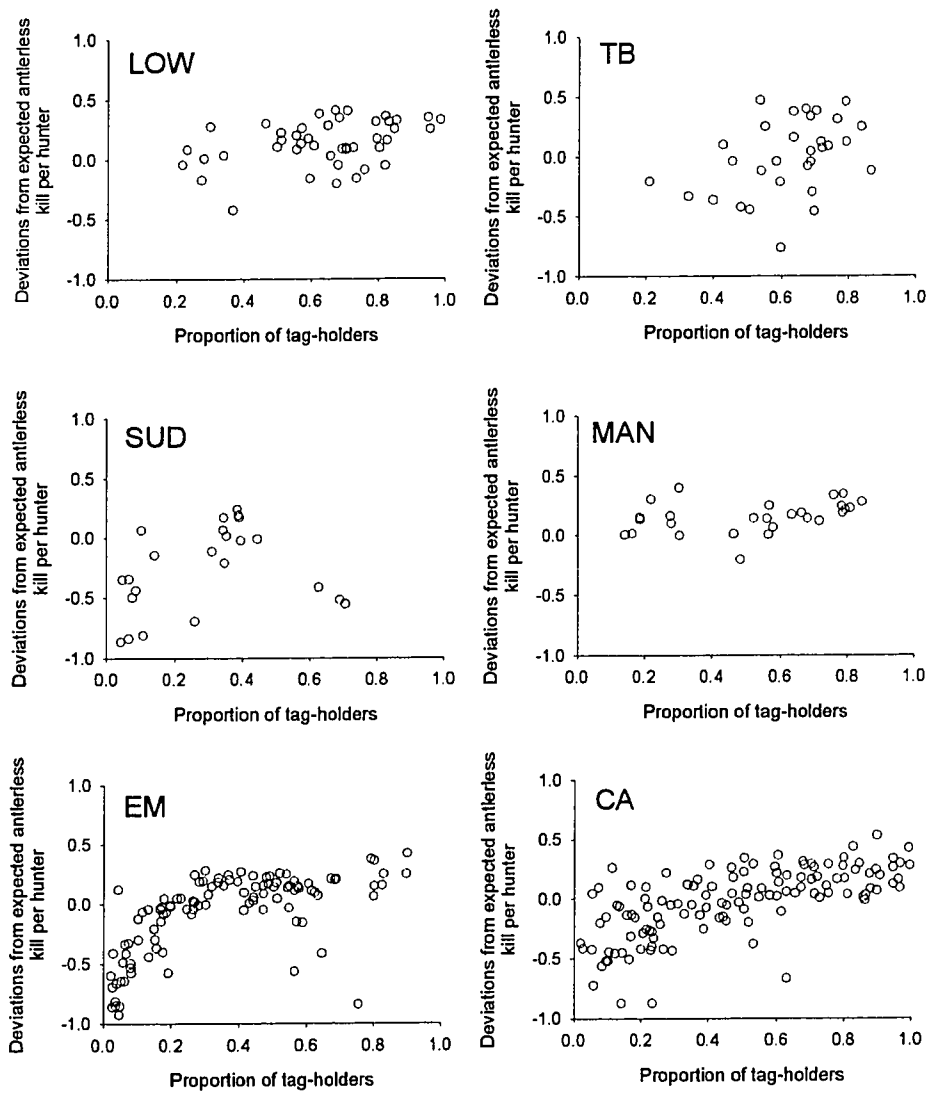 LOW
Deviations from expected antlerless
kill per hunter
1.0
0.5
0.0
-0.5
-1.0
0.0 0.2 0.4 0.6 0.8 1.0
Proportion of tag-holders
TB
Deviations from expected antlerless
kill per hunter
1.0
0.5
0.0
-0.5
-1.0
0.0 0.2 0.4 0.6 0.8 1.0
Proportion of tag-holders
SUD
Deviations from expected antlerless
kill per hunter
1.0
0.5
0.0
-0.5
-1.0
0.0 0.2 0.4 0.6 0.8 1.0
Proportion of tag-holders
MAN
Deviations from expected antlerless
kill per hunter
1.0
0.5
0.0
-0.5
-1.0
0.0 0.2 0.4 0.6 0.8 1.0
Proportion of tag-holders
EM
Deviations from expected antlerless
kill per hunter
1.0
0.5
0.0
-0.5
-1.0
0.0 0.2 0.4 0.6 0.8 1.0
Proportion of tag-holders
CA
Deviations from expected antlerless
kill per hunter
1.0
0.5
0.0
-0.5
-1.0
0.0 0.2 0.4 0.6 0.8 1.0
Proportion of tag-holders